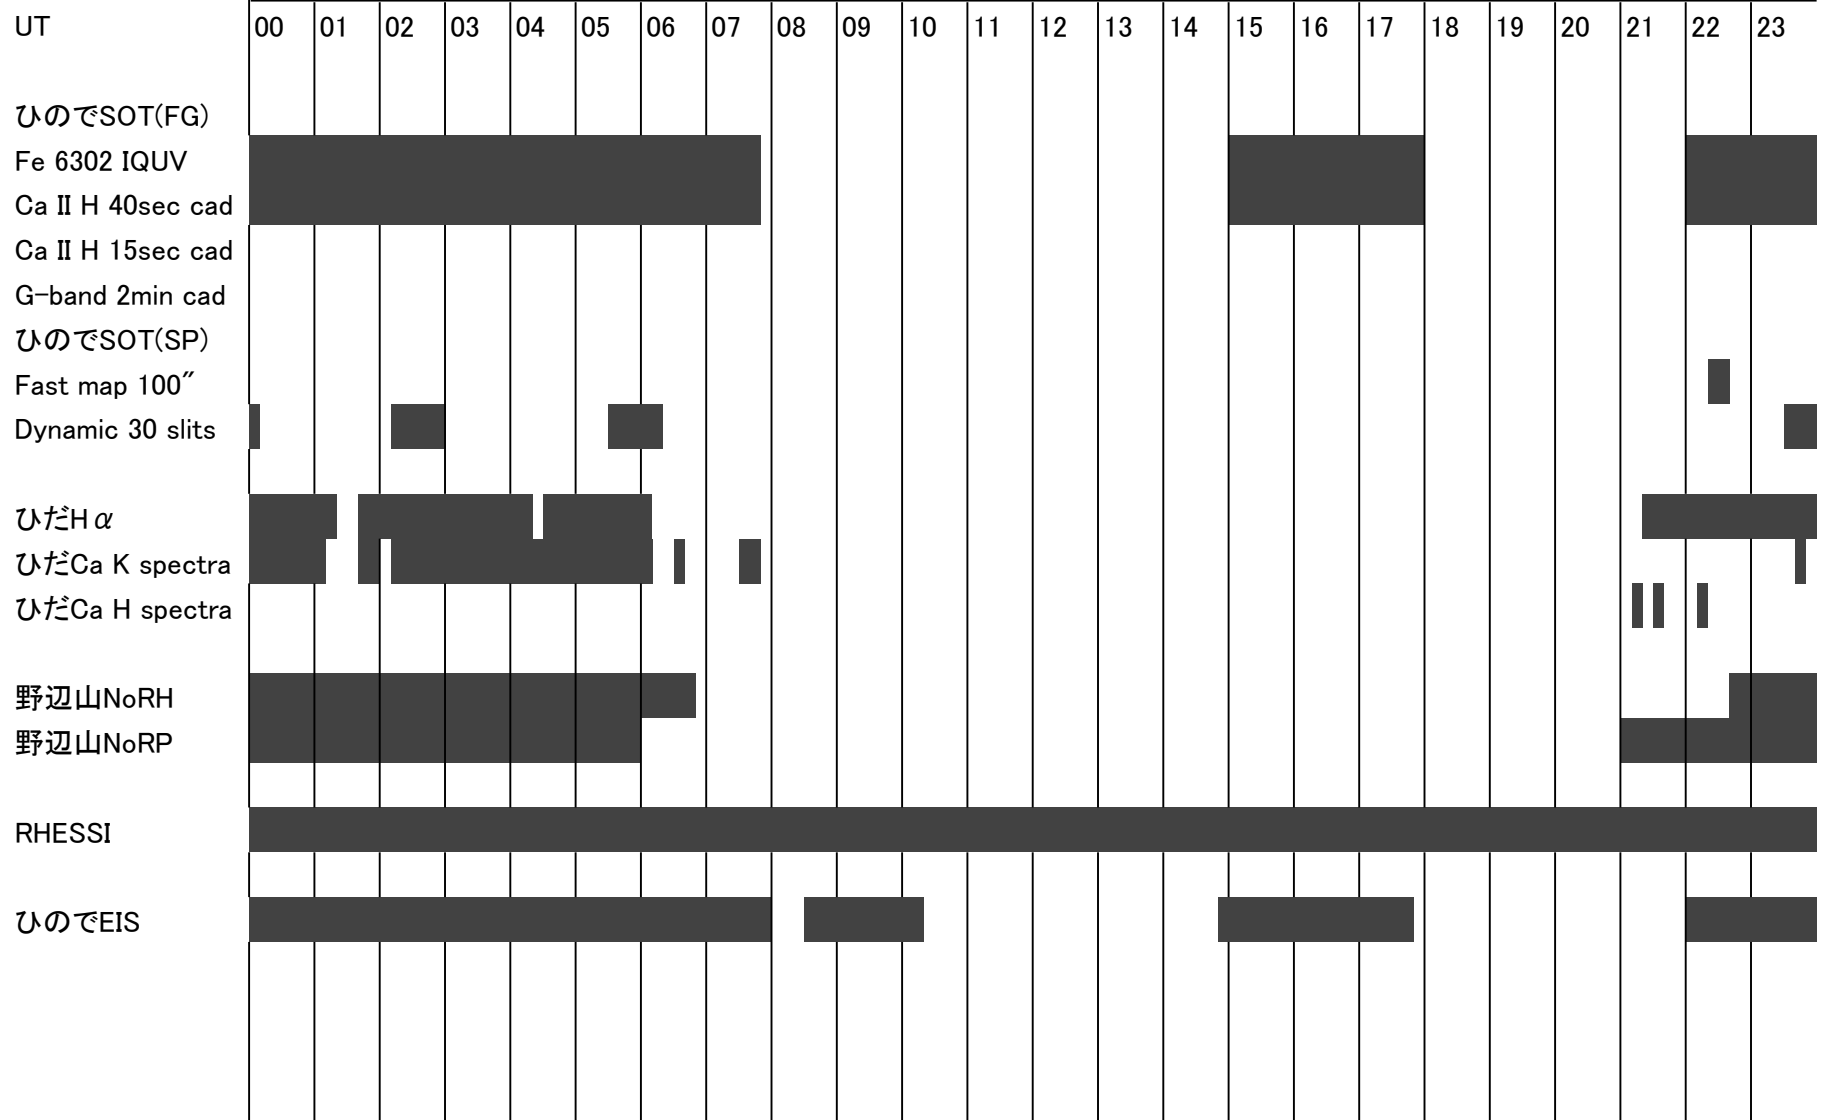 UT 00 01 02 03 04 05 06 07 08 09 10 11 12 13 14 15 16 17 18 19 20 21 22 23
ひのでSOT(FG)
Fe 6302 IQUV
Ca II H 40sec cad
Ca II H 15sec cad
G-band 2min cad
ひのでSOT(SP)
Fast map 100″
Dynamic 30 slits
ひだHα
ひだCa K spectra
ひだCa H spectra
野辺山NoRH
野辺山NoRP
RHESSI
ひのでEIS